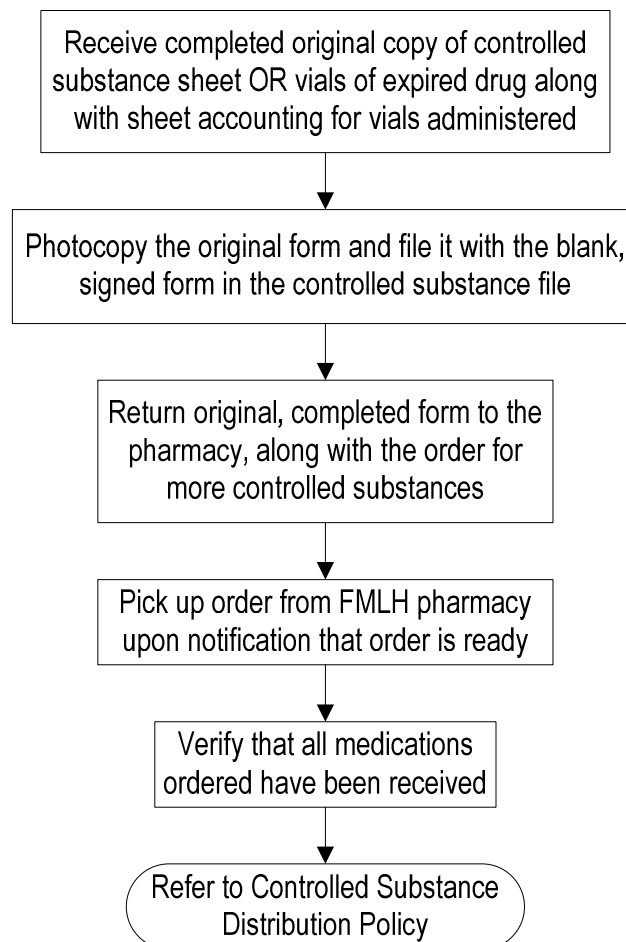 Receive completed original copy of controlled
substance sheet OR vials of expired drug along
with sheet accounting for vials administered
Photocopy the original form and file it with the blank,
signed form in the controlled substance file
Return original, completed form to the
pharmacy, along with the order for
more controlled substances
Pick up order from FMLH pharmacy
upon notification that order is ready
Verify that all medications
ordered have been received
Refer to Controlled Substance
Distribution Policy